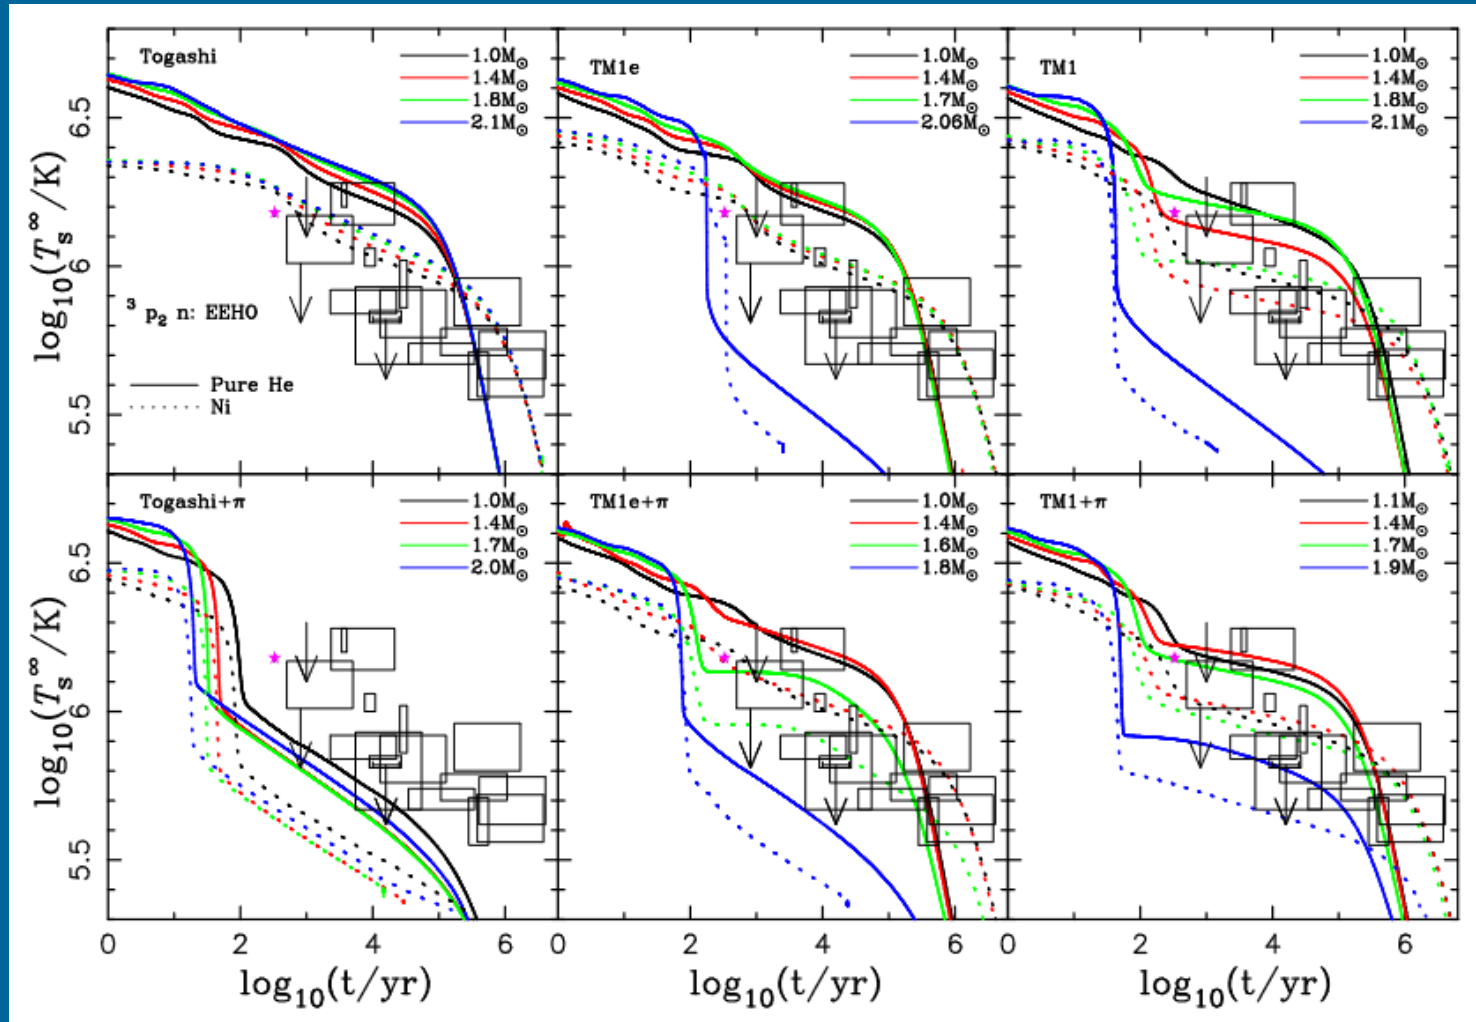 Togashi
1.0M⊙
1.4M⊙
1.8M⊙
2.1M⊙
³p₂ n: EEHO
Pure He
Ni
TM1e
1.0M⊙
1.4M⊙
1.7M⊙
2.06M⊙
TM1
1.0M⊙
1.4M⊙
1.8M⊙
2.1M⊙
log₁₀(Tₛ^∞/K)
6.5
6
5.5
Togashi+π
1.0M⊙
1.4M⊙
1.7M⊙
2.0M⊙
TM1e+π
1.0M⊙
1.4M⊙
1.6M⊙
1.8M⊙
TM1+π
1.1M⊙
1.4M⊙
1.7M⊙
1.9M⊙
log₁₀(Tₛ^∞/K)
6.5
6
5.5
0 2 4 6 0 2 4 6 0 2 4 6
log₁₀(t/yr) log₁₀(t/yr) log₁₀(t/yr)